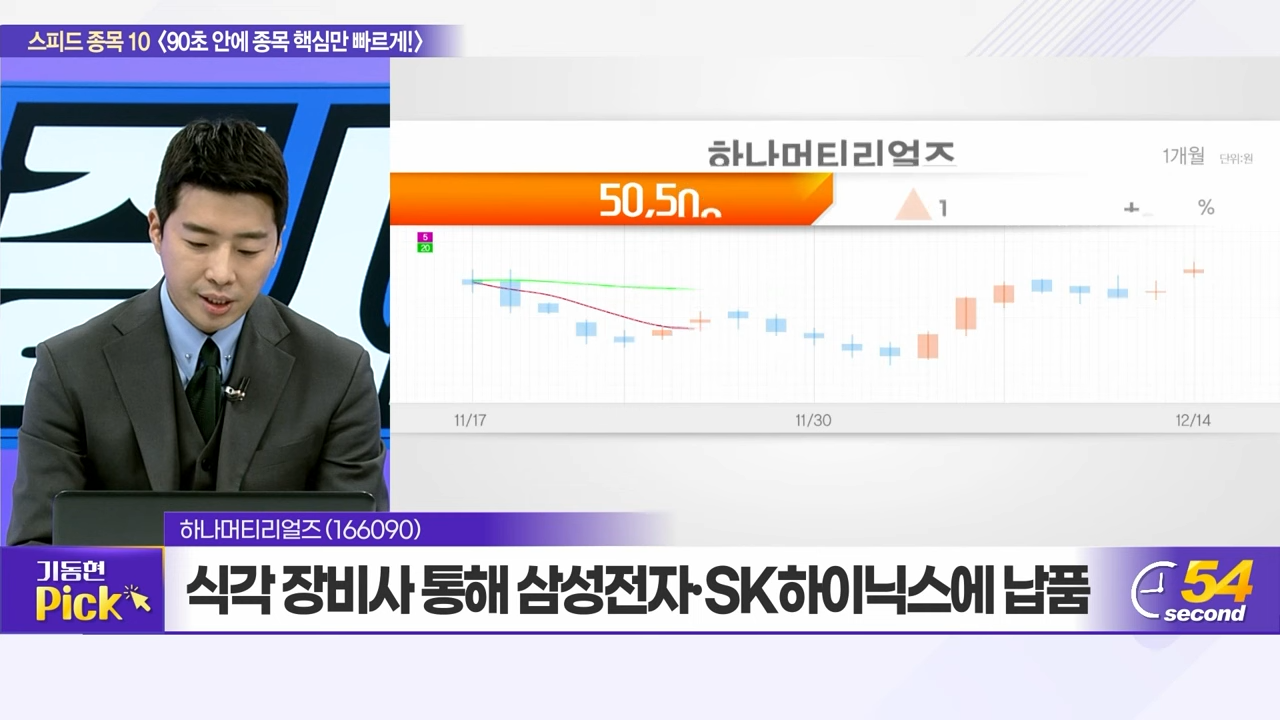 스피드 종목 10 〈90초 안에 종목 핵심만 빠르게!〉
하나머티리얼즈
1개월 단위:원
1 + %
5
20
11/17 11/30 12/14
하나머티리얼즈(166090)
기동현
Pick
식각 장비사 통해 삼성전자·SK하이닉스에 납품
54
second